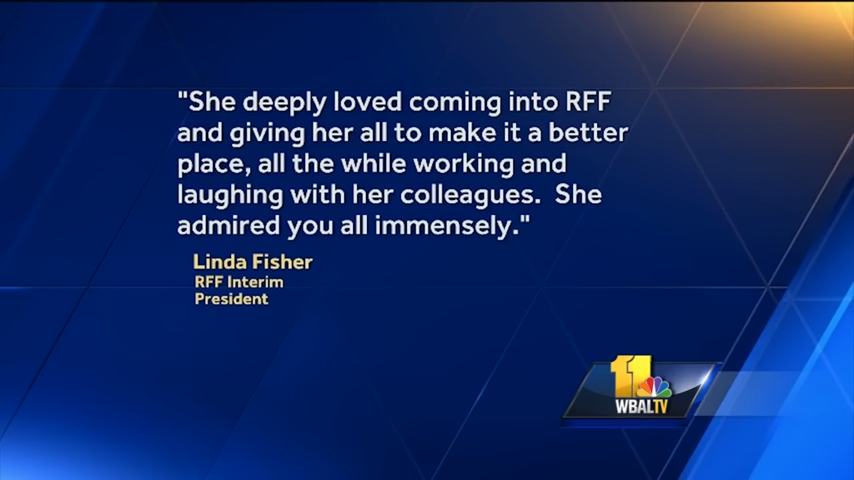 "She deeply loved coming into RFF
and giving her all to make it a better
place, all the while working and
laughing with her colleagues.  She
admired you all immensely."
Linda Fisher
RFF Interim
President
11
WBALTV